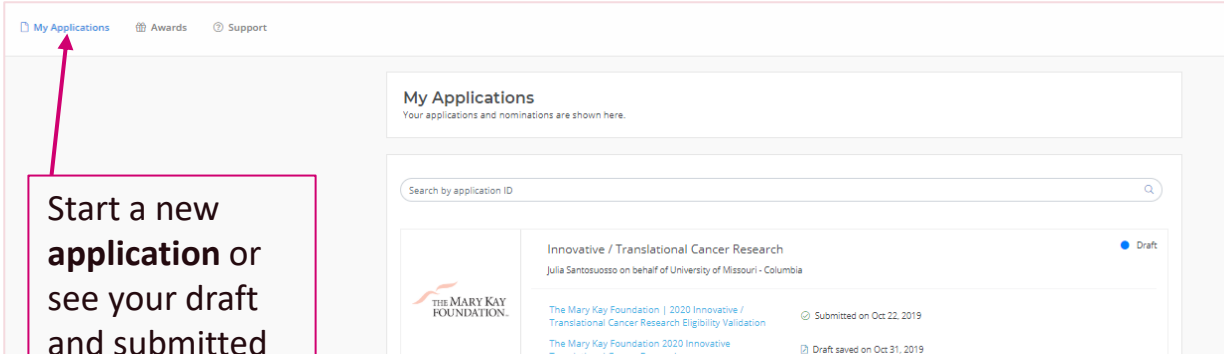 My Applications
Awards
Support
My Applications
Your applications and nominations are shown here.
Start a new
application or
see your draft
and submitted
Search by application ID
Innovative / Translational Cancer Research
Draft
Julia Santosuosso on behalf of University of Missouri - Columbia
THE MARY KAY
FOUNDATION
The Mary Kay Foundation | 2020 Innovative /
Translational Cancer Research Eligibility Validation
Submitted on Oct 22, 2019
The Mary Kay Foundation 2020 Innovative
Draft saved on Oct 31, 2019